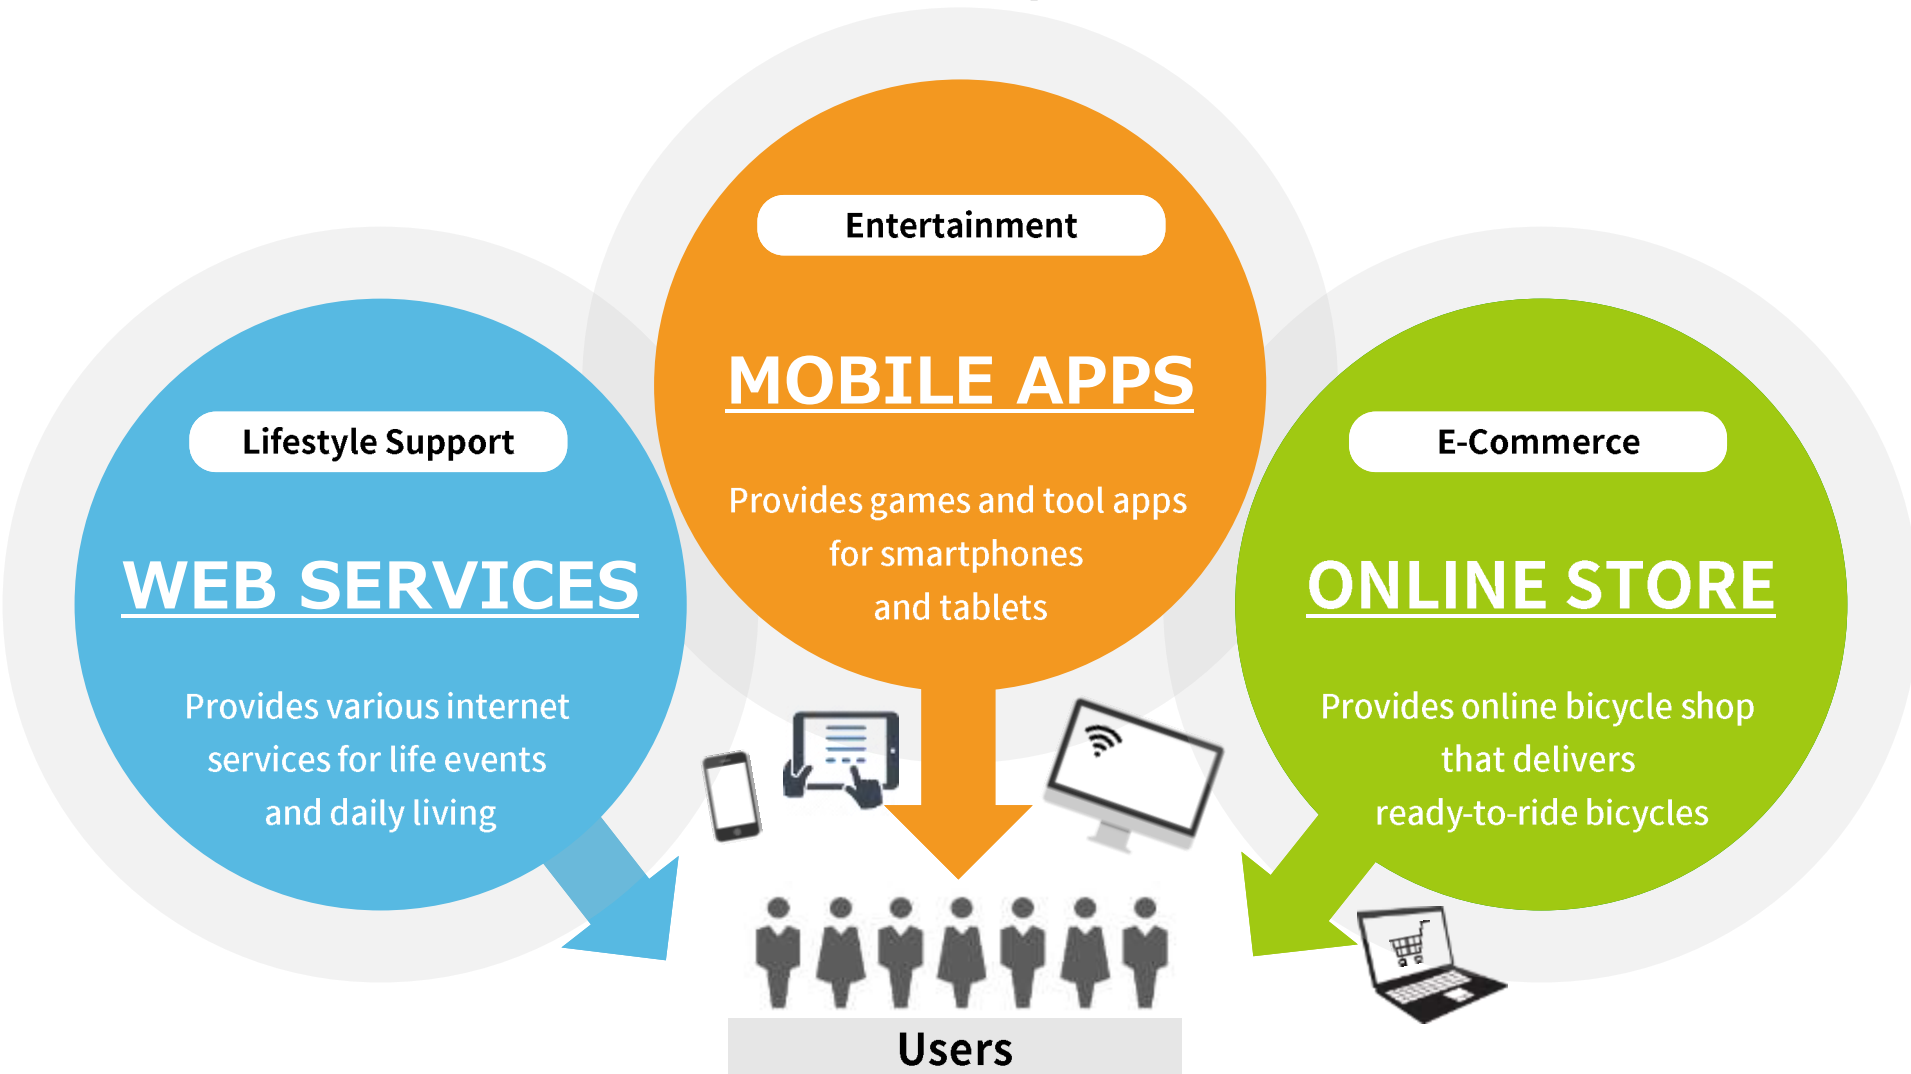 Entertainment
MOBILE APPS
Provides games and tool apps
for smartphones
and tablets
Lifestyle Support
WEB SERVICES
Provides various internet
services for life events
and daily living
E-Commerce
ONLINE STORE
Provides online bicycle shop
that delivers
ready-to-ride bicycles
Users